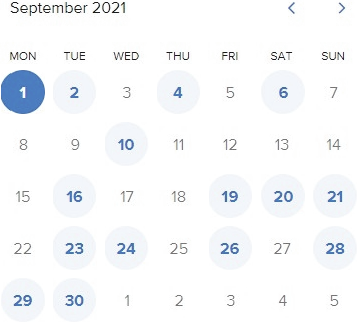 September 2021
MON TUE WED THU FRI SAT SUN
1 2 3 4 5 6 7
8 9 10 11 12 13 14
15 16 17 18 19 20 21
22 23 24 25 26 27 28
29 30 1 2 3 4 5